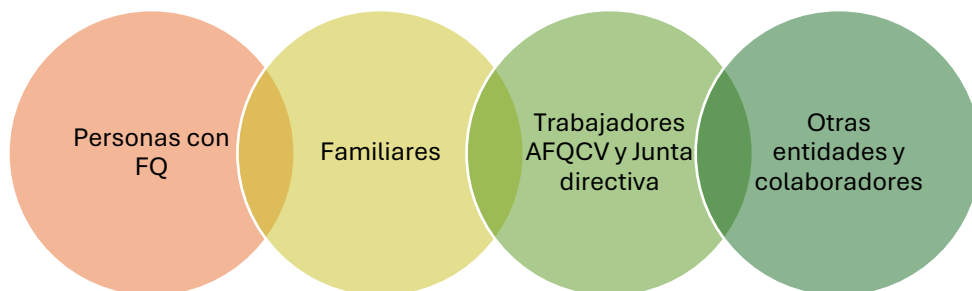 Personas con
FQ
Familiares
Trabajadores
AFQCV y Junta
directiva
Otras
entidades y
colaboradores